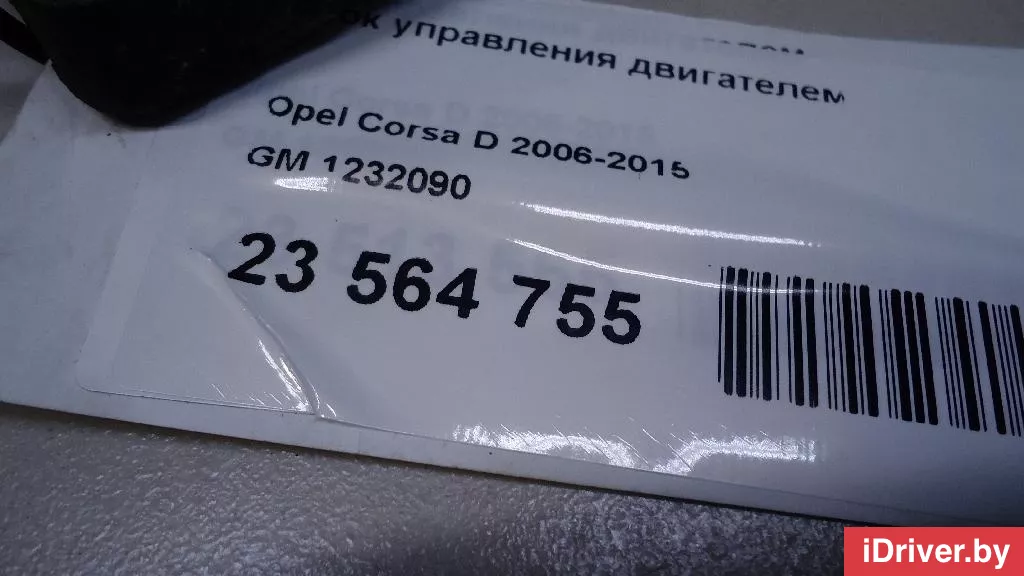 управления двигателем
Opel Corsa D 2006-2015
GM 1232090
23 564 755
iDriver.by